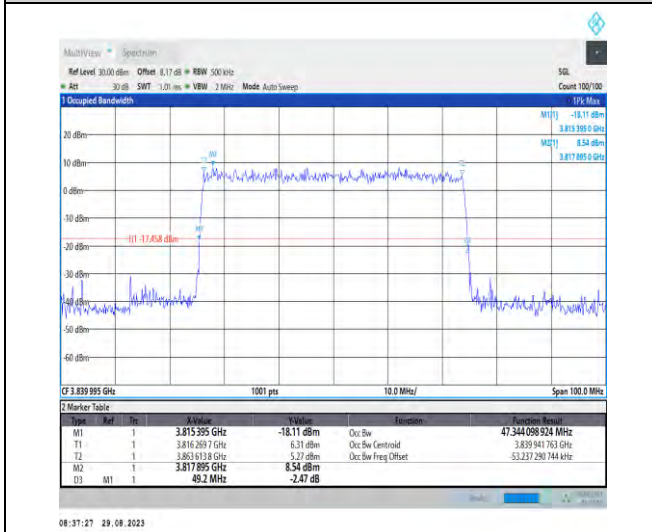 MultiView Spectrum
Ref Level 30.00 dBm Offset 8.17 dB RBW 500 kHz SGL
Att 30 dB SWT 1.01 ms VBW 2 MHz Mode Auto Sweep Count 100/100
1 Occupied Bandwidth 1Pk Max
M1[1] -18.11 dBm
3.815 395 0 GHz
M2[1] 8.54 dBm
3.817 895 0 GHz
20 dBm
10 dBm
0 dBm
-10 dBm
H1 -17.458 dBm
-20 dBm
-30 dBm
-40 dBm
-50 dBm
-60 dBm
CF 3.839 995 GHz 1001 pts 10.0 MHz/ Span 100.0 MHz
2 Marker Table
Type Ref Trc X-Value Y-Value Function Function Result
M1 1 3.815 395 GHz -18.11 dBm Occ Bw 47.344 098 924 MHz
T1 1 3.816 269 7 GHz 6.31 dBm Occ Bw Centroid 3.839 941 763 GHz
T2 1 3.863 613 8 GHz 5.27 dBm Occ Bw Freq Offset -53.237 290 744 kHz
M2 1 3.817 895 GHz 8.54 dBm
D3 M1 1 49.2 MHz -2.47 dB
08:37:27 29.08.2023